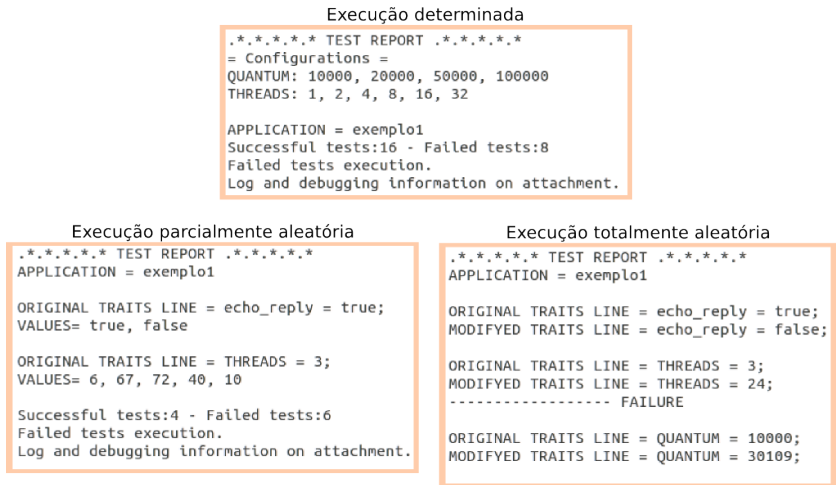 Execução determinada
.*.*.*.*.* TEST REPORT .*.*.*.*.*
= Configurations =
QUANTUM: 10000, 20000, 50000, 100000
THREADS: 1, 2, 4, 8, 16, 32
APPLICATION = exemplo1
Successful tests:16 - Failed tests:8
Failed tests execution.
Log and debugging information on attachment.
Execução parcialmente aleatória
.*.*.*.*.* TEST REPORT .*.*.*.*.*
APPLICATION = exemplo1
ORIGINAL TRAITS LINE = echo_reply = true;
VALUES= true, false
ORIGINAL TRAITS LINE = THREADS = 3;
VALUES= 6, 67, 72, 40, 10
Successful tests:4 - Failed tests:6
Failed tests execution.
Log and debugging information on attachment.
Execução totalmente aleatória
.*.*.*.*.* TEST REPORT .*.*.*.*.*
APPLICATION = exemplo1
ORIGINAL TRAITS LINE = echo_reply = true;
MODIFYED TRAITS LINE = echo_reply = false;
ORIGINAL TRAITS LINE = THREADS = 3;
MODIFYED TRAITS LINE = THREADS = 24;
------------------ FAILURE
ORIGINAL TRAITS LINE = QUANTUM = 10000;
MODIFYED TRAITS LINE = QUANTUM = 30109;